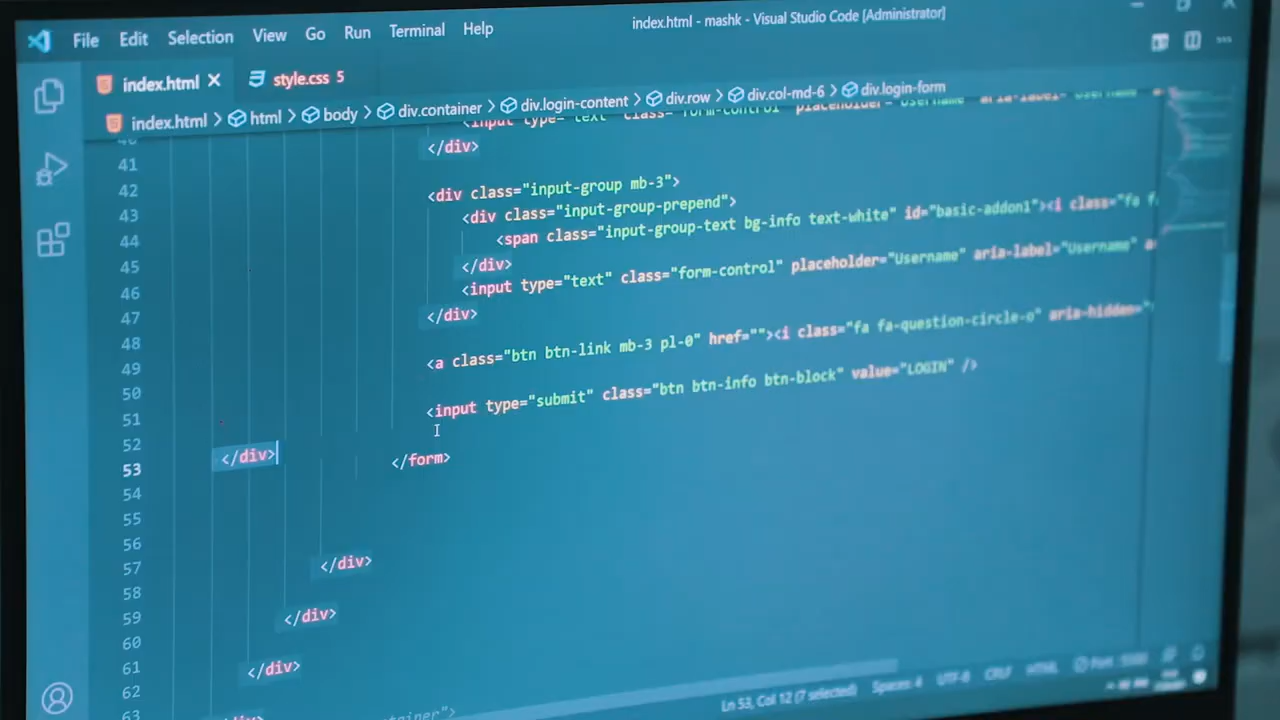 File Edit Selection View Go Run Terminal Help
index.html - mashk - Visual Studio Code [Administrator]
index.html style.css 5
index.html > html > body > div.container > div.login-content > div.row > div.col-md-6 > div.login-form
40 <input type="text" class="form-control" placeholder="Username" aria-label="Username"
41 </div>
42
43 <div class="input-group mb-3">
44 <div class="input-group-prepend">
45 <span class="input-group-text bg-info text-white" id="basic-addon1"><i class="fa f
46 </div>
47 <input type="text" class="form-control" placeholder="Username" aria-label="Username" a
48 </div>
49
50 <a class="btn btn-link mb-3 pl-0" href=""><i class="fa fa-question-circle-o" aria-hidden="
51
52 <input type="submit" class="btn btn-info btn-block" value="LOGIN" />
53 </div>
</form>
54
55
56
57 </div>
58
59 </div>
60
61 </div>
62
63
Ln 53, Col 12 (7 selected) Spaces: 4 UTF-8 CRLF HTML